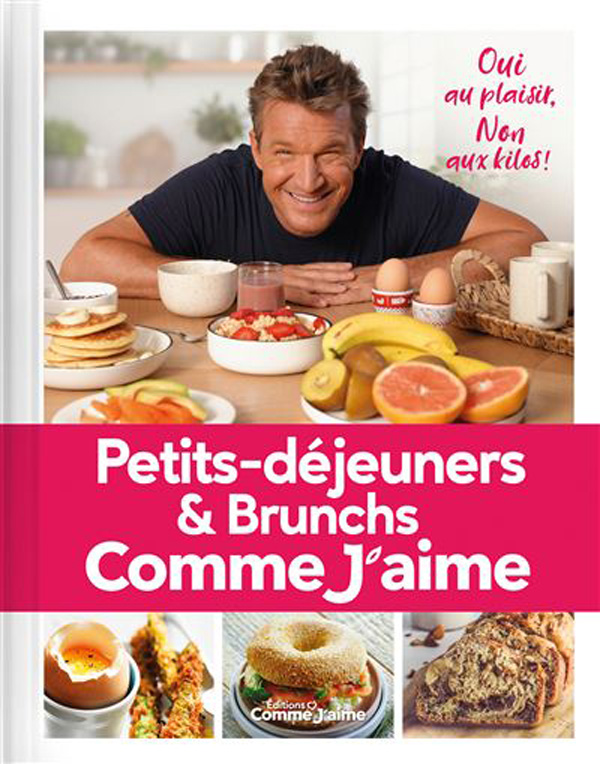 Oui
au plaisir,
Non
aux kilos!
Petits-déjeuners
& Brunchs
Comme J'aime
Éditions
Comme J'aime